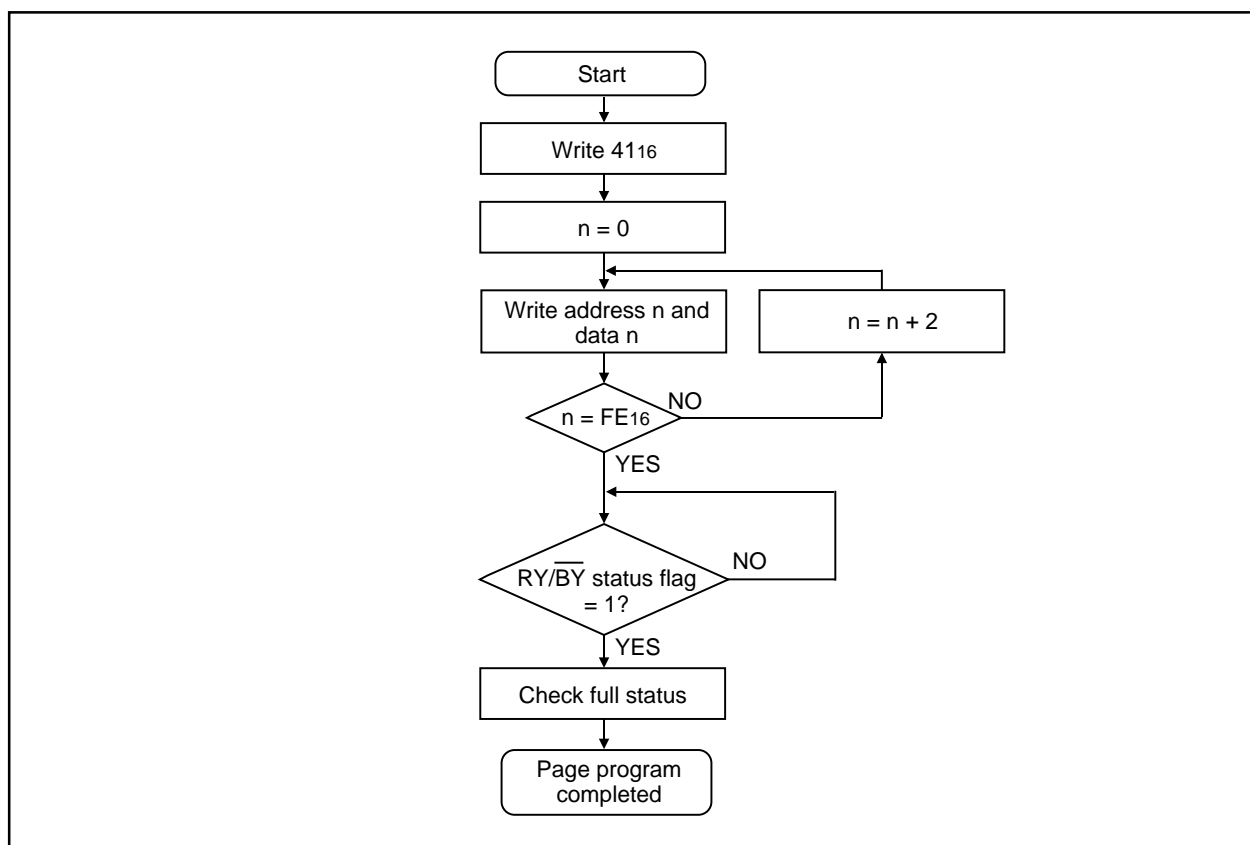 Start
Write 4116
n = 0
Write address n and
data n
n = n + 2
n = FE16
NO
YES
RY/BY status flag
= 1?
NO
YES
Check full status
Page program
completed